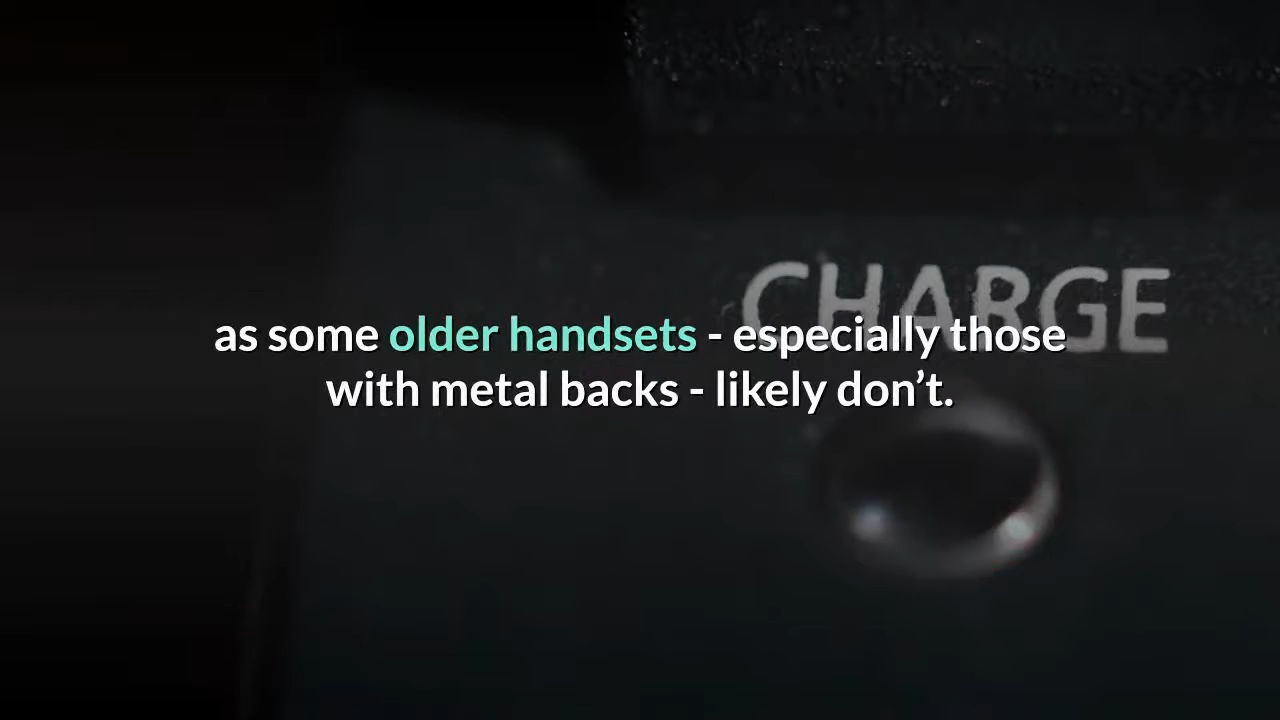 CHARGE
as some older handsets - especially those
with metal backs - likely don’t.